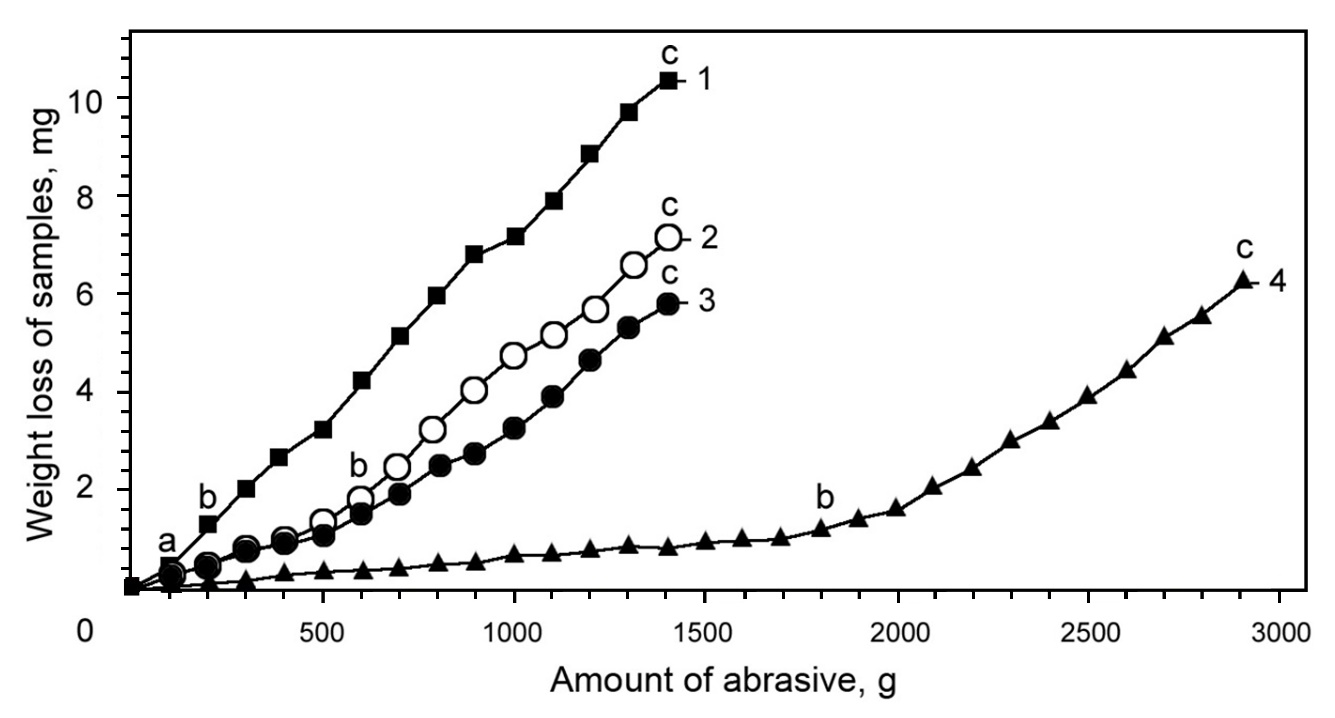 Weight loss of samples, mg
10
8
6
4
2
0
a
b
b
b
c
1
c
2
c
3
c
4
500 1000 1500 2000 2500 3000
Amount of abrasive, g